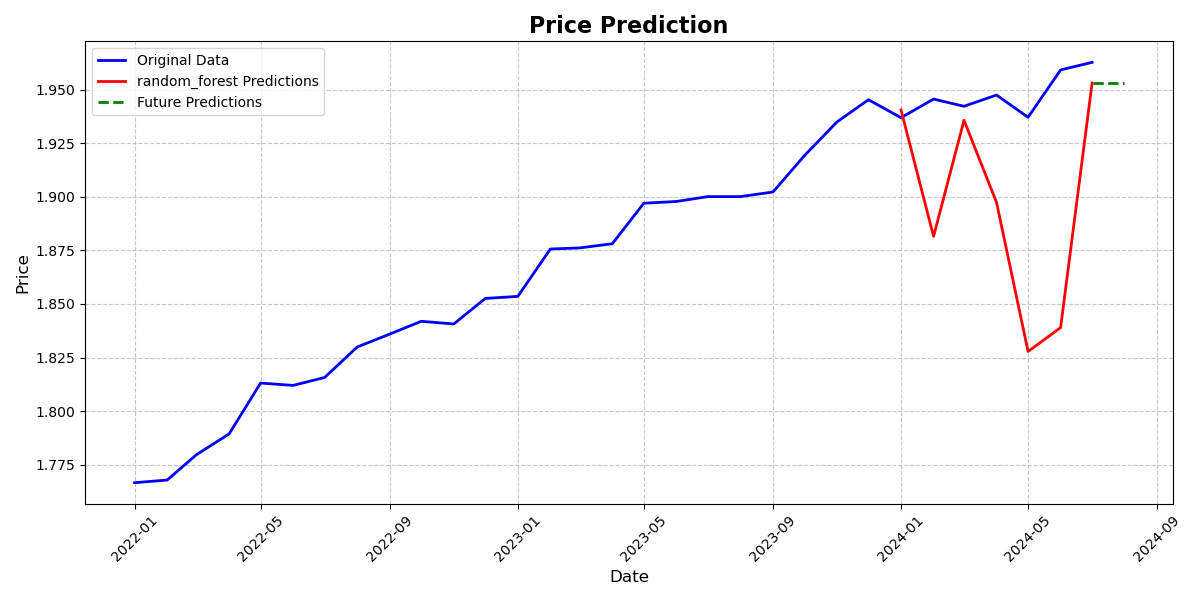 Price Prediction
Original Data
random_forest Predictions
Future Predictions
Price
1.950
1.925
1.900
1.875
1.850
1.825
1.800
1.775
2022-01
2022-05
2022-09
2023-01
2023-05
2023-09
2024-01
2024-05
2024-09
Date